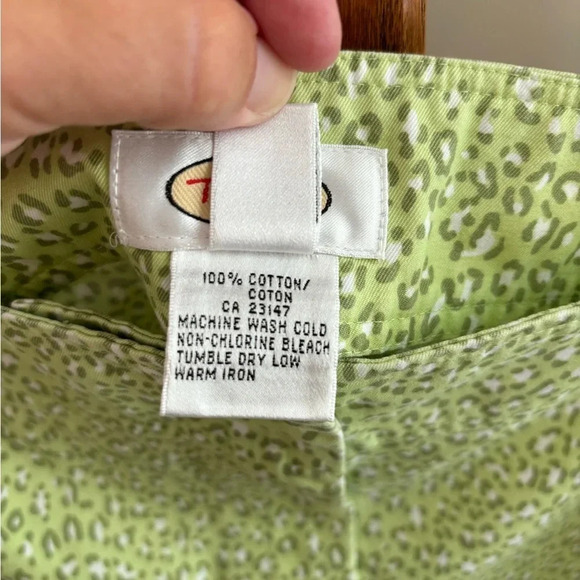 100% COTTON/
COTON
CA 23147
MACHINE WASH COLD
NON-CHLORINE BLEACH
TUMBLE DRY LOW
WARM IRON